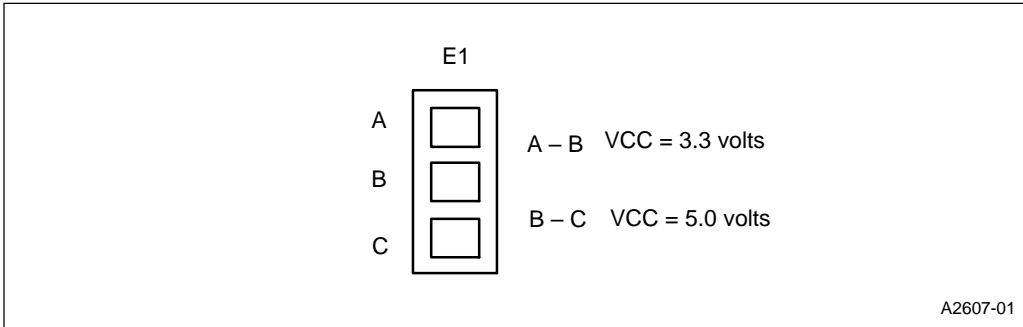 E1
A
A – B VCC = 3.3 volts
B
B – C VCC = 5.0 volts
C
A2607-01